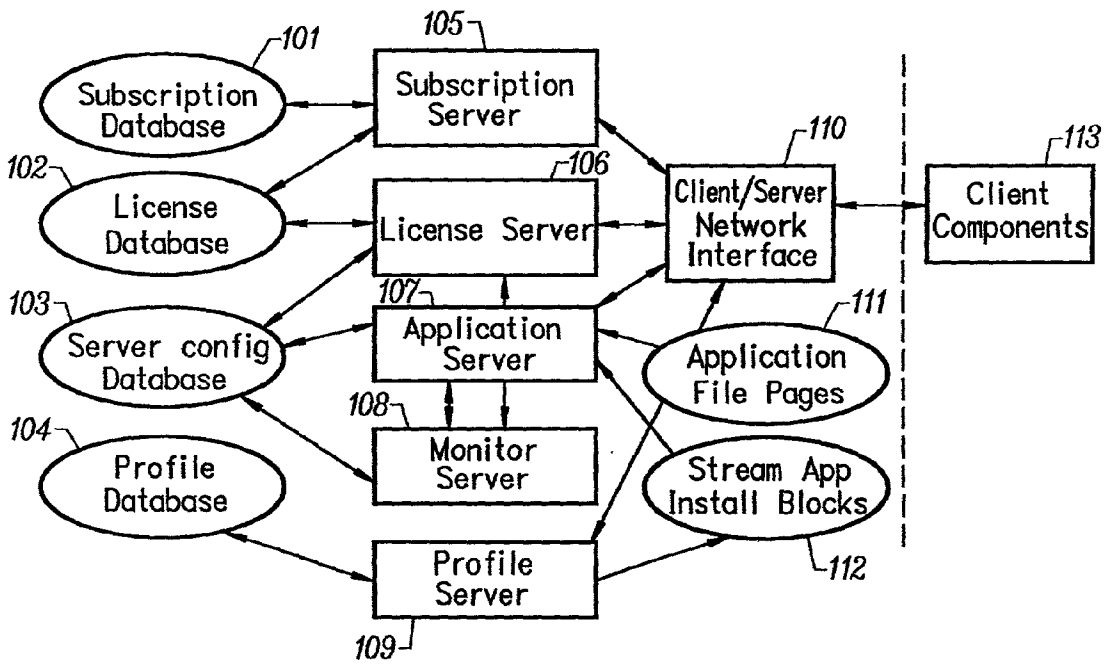 101
Subscription
Database
105
Subscription
Server
102
License
Database
106
License Server
110
Client/Server
Network
Interface
113
Client
Components
103
Server config
Database
107
Application
Server
111
Application
File Pages
104
Profile
Database
108
Monitor
Server
Stream App
Install Blocks
112
Profile
Server
109